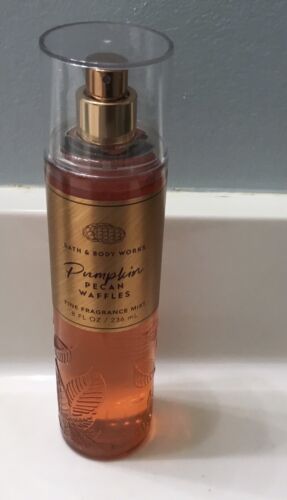 BATH & BODY WORKS
Pumpkin
PECAN
WAFFLES
FINE FRAGRANCE MIST
8 FL OZ / 236 mL